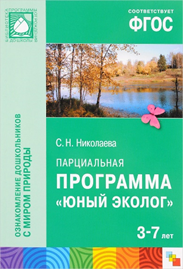 СООТВЕТСТВУЕТ
ФГОС
ОЗНАКОМЛЕНИЕ ДОШКОЛЬНИКОВ
С МИРОМ ПРИРОДЫ
С. Н. Николаева
ПАРЦИАЛЬНАЯ
ПРОГРАММА
«ЮНЫЙ ЭКОЛОГ»
3-7 лет